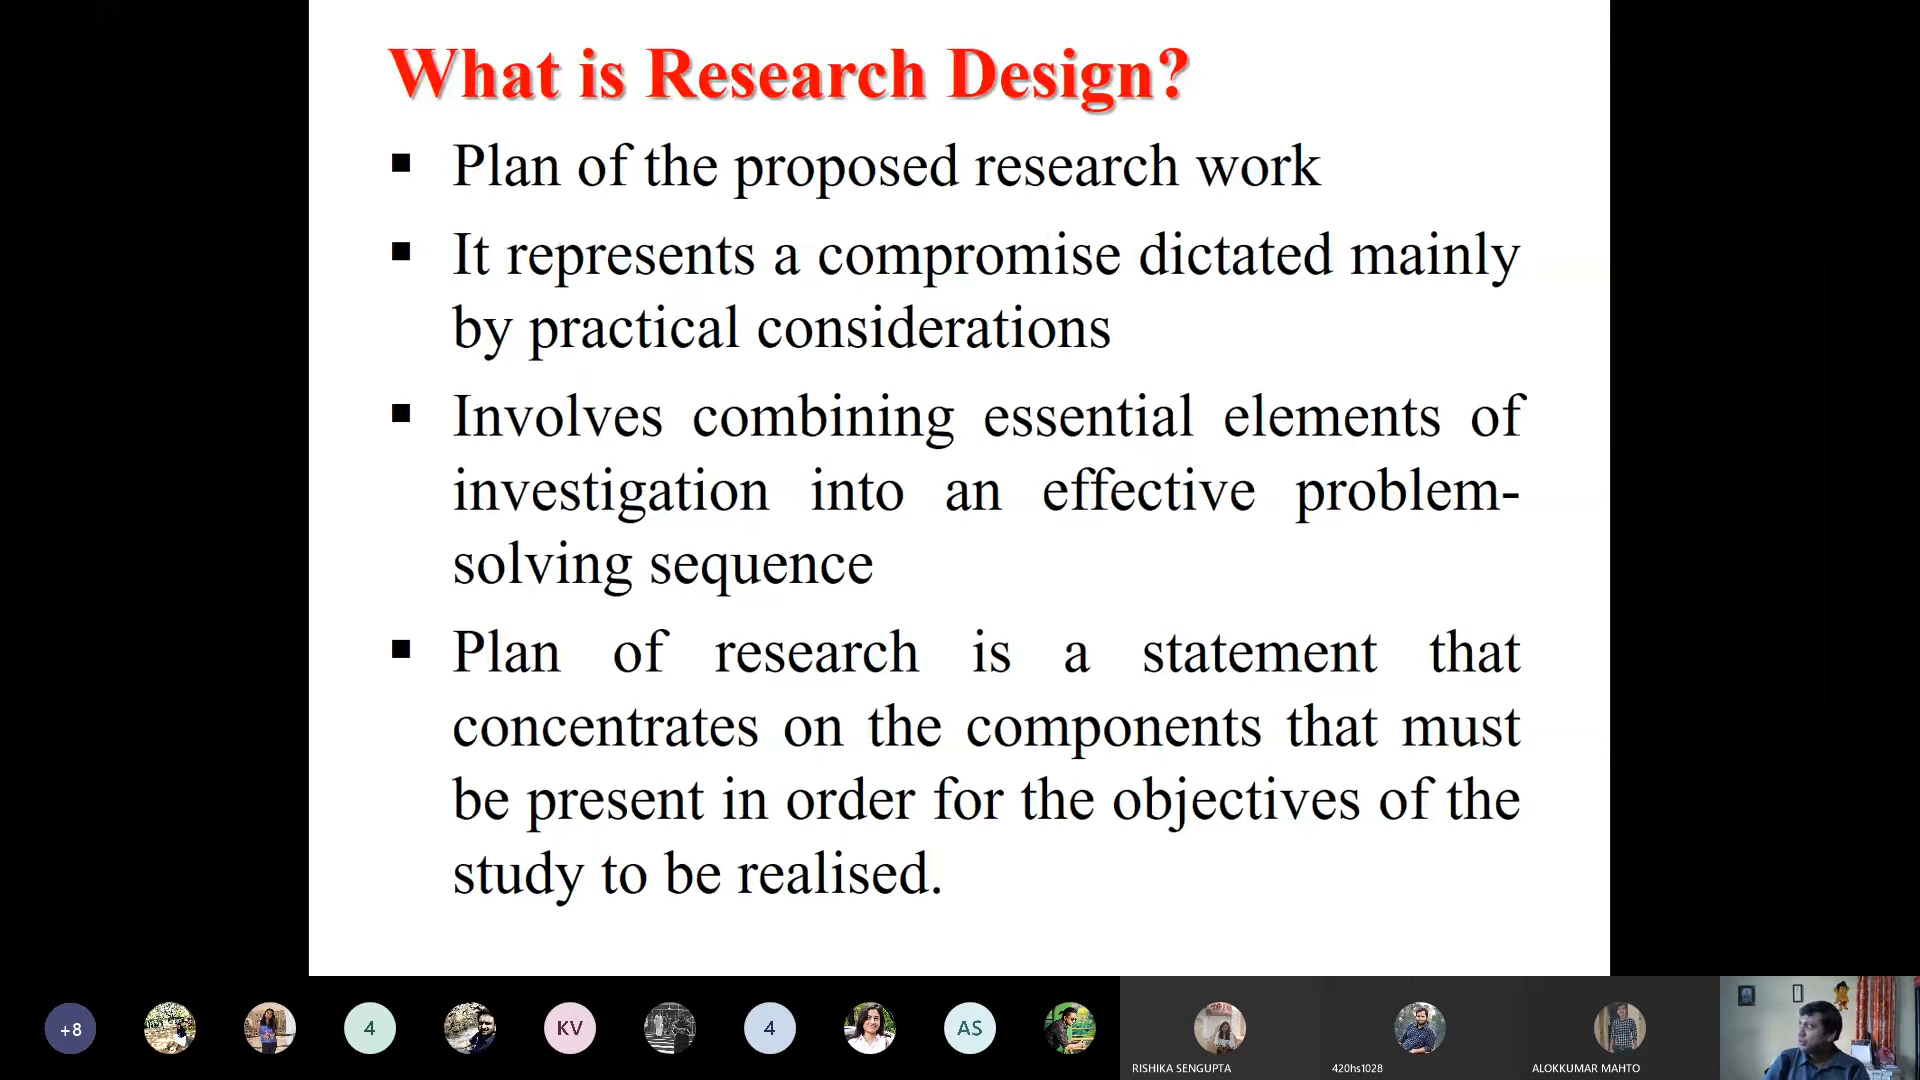 What is Research Design?
▪ Plan of the proposed research work
▪ It represents a compromise dictated mainly
by practical considerations
▪ Involves combining essential elements of
investigation into an effective problem-
solving sequence
▪ Plan of research is a statement that
concentrates on the components that must
be present in order for the objectives of the
study to be realised.
+8
4
KV
4
AS
RISHIKA SENGUPTA
420hs1028
ALOKKUMAR MAHTO